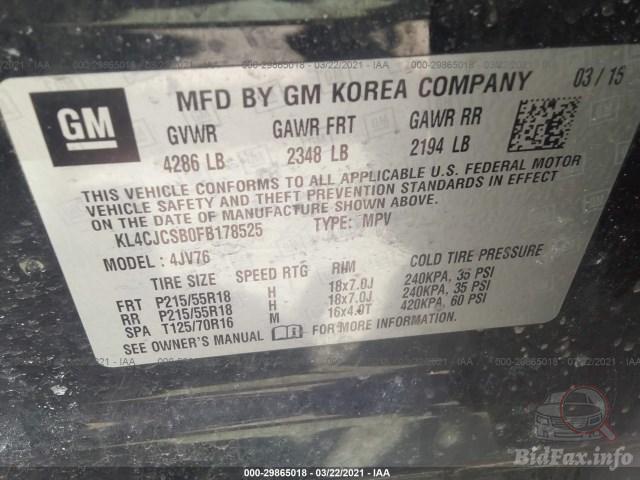 GM
MFD BY GM KOREA COMPANY 03/15
GVWR GAWR FRT GAWR RR
4286 LB 2348 LB 2194 LB
THIS VEHICLE CONFORMS TO ALL APPLICABLE U.S. FEDERAL MOTOR
VEHICLE SAFETY AND THEFT PREVENTION STANDARDS IN EFFECT
ON THE DATE OF MANUFACTURE SHOWN ABOVE.
KL4CJCSB0FB178525 TYPE: MPV
MODEL: 4JV76
TIRE SIZE SPEED RTG RIM COLD TIRE PRESSURE
FRT P215/55R18 H 18x7.0J 240KPA, 35 PSI
RR P215/55R18 H 18x7.0J 240KPA, 35 PSI
SPA T125/70R16 M 16x4.0T 420KPA, 60 PSI
SEE OWNER'S MANUAL FOR MORE INFORMATION.
000-29865018 - 03/22/2021 - IAA
BidFax.info